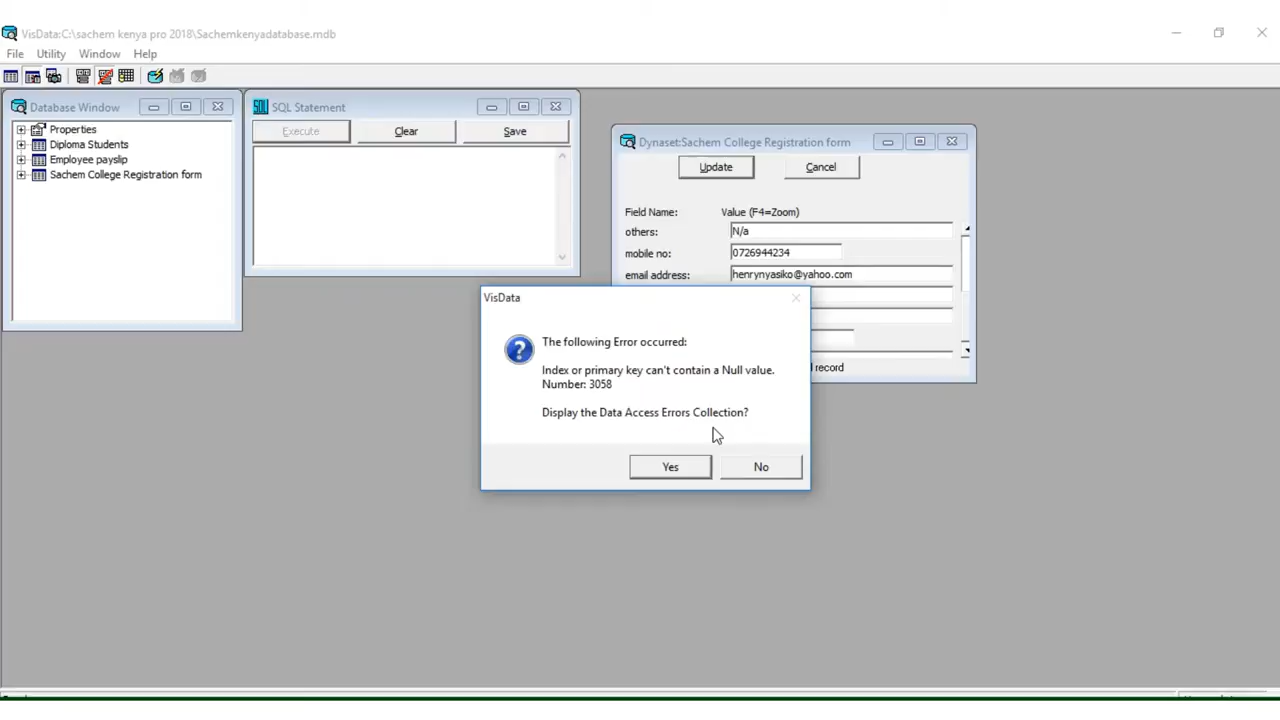 VisData:C:\sachem kenya pro 2018\Sachemkenyadatabase.mdb
File Utility Window Help
Database Window
Properties
Diploma Students
Employee payslip
Sachem College Registration form
SQL SQL Statement
Execute Clear Save
Dynaset:Sachem College Registration form
Update Cancel
Field Name: Value (F4=Zoom)
others: N/a
mobile no: 0726944234
email address: henrynyasiko@yahoo.com
record
VisData
The following Error occurred:
Index or primary key can't contain a Null value.
Number: 3058
Display the Data Access Errors Collection?
Yes No